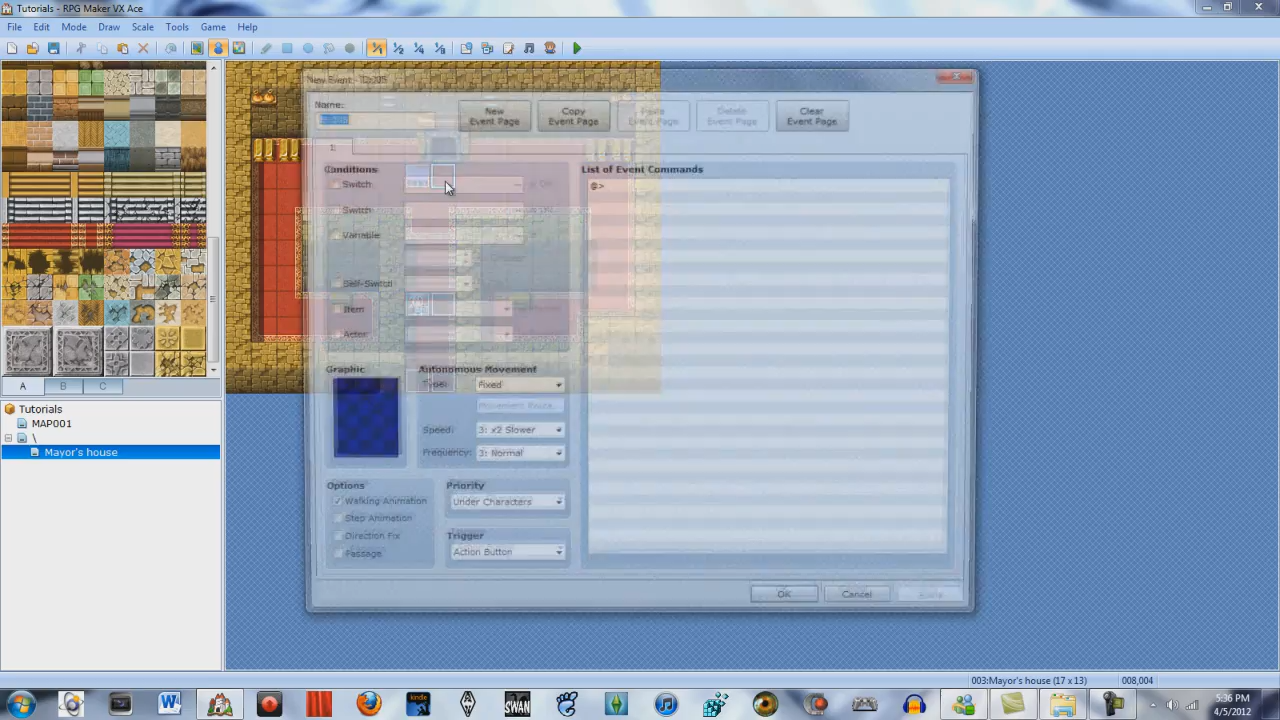 Tutorials - RPG Maker VX Ace
File Edit Mode Draw Scale Tools Game Help
New Event -
Name:
New Event Page
Copy Event Page
Paste Event Page
Delete Event Page
Clear Event Page
1
Conditions
List of Event Commands
Switch
@>
Switch
Variable
Self-Switch
Item
Actor
Graphic
Autonomous Movement
Type:
Fixed
Speed:
3: x2 Slower
Frequency:
3: Normal
Options
Priority
Walking Animation
Under Characters
Step Animation
Direction Fix
Trigger
Passage
Action Button
OK
Cancel
A B C
Tutorials
MAP001
\
Mayor's house
003:Mayor's house (17 x 13)
008,004
kindle
SWAN
5:36 PM
4/5/2012